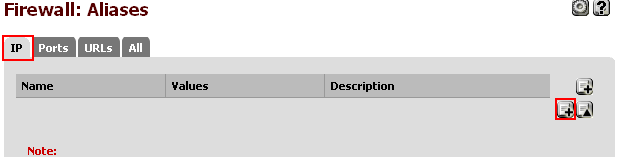 Firewall: Aliases
IP Ports URLs All
Name Values Description
Note: